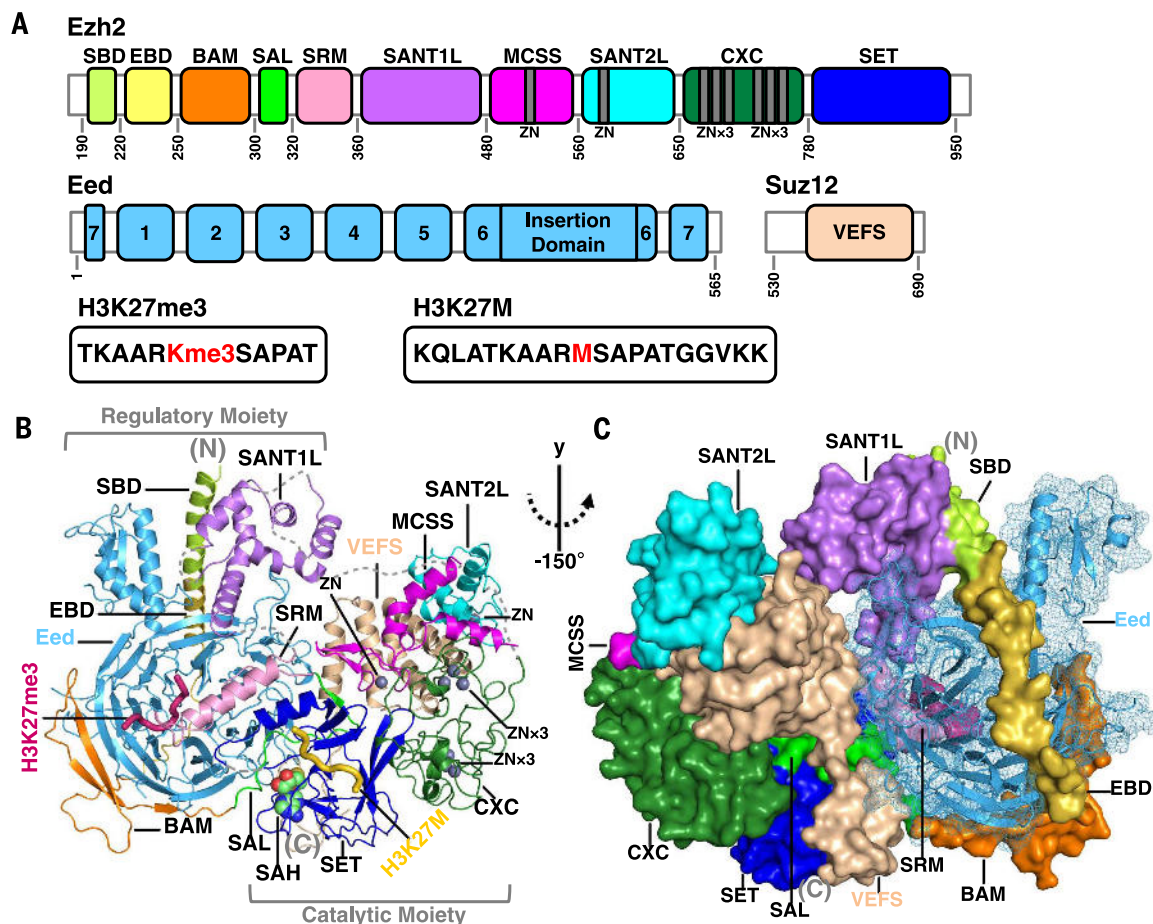 A
Ezh2
SBD EBD BAM SAL SRM SANT1L MCSS SANT2L CXC SET
ZN ZN ZN×3 ZN×3
190 220 250 300 320 360 480 560 650 780 950
Eed
Suz12
7 1 2 3 4 5 6 Insertion Domain 6 7
VEFS
1 565 530 690
H3K27me3
H3K27M
TKAARKme3SAPAT
KQLATKAARMSAPATGGVKK
B
Regulatory Moiety
(N)
SANT1L
SBD
SANT2L
MCSS
VEFS
ZN
ZN
EBD
SRM
Eed
H3K27me3
ZN×3
ZN×3
CXC
BAM
SAL
SAH
(C)
SET
H3K27M
Catalytic Moiety
y
-150°
C
SANT1L
(N)
SANT2L
SBD
Eed
MCSS
EBD
CXC
SRM
SET
SAL
(C)
VEFS
BAM